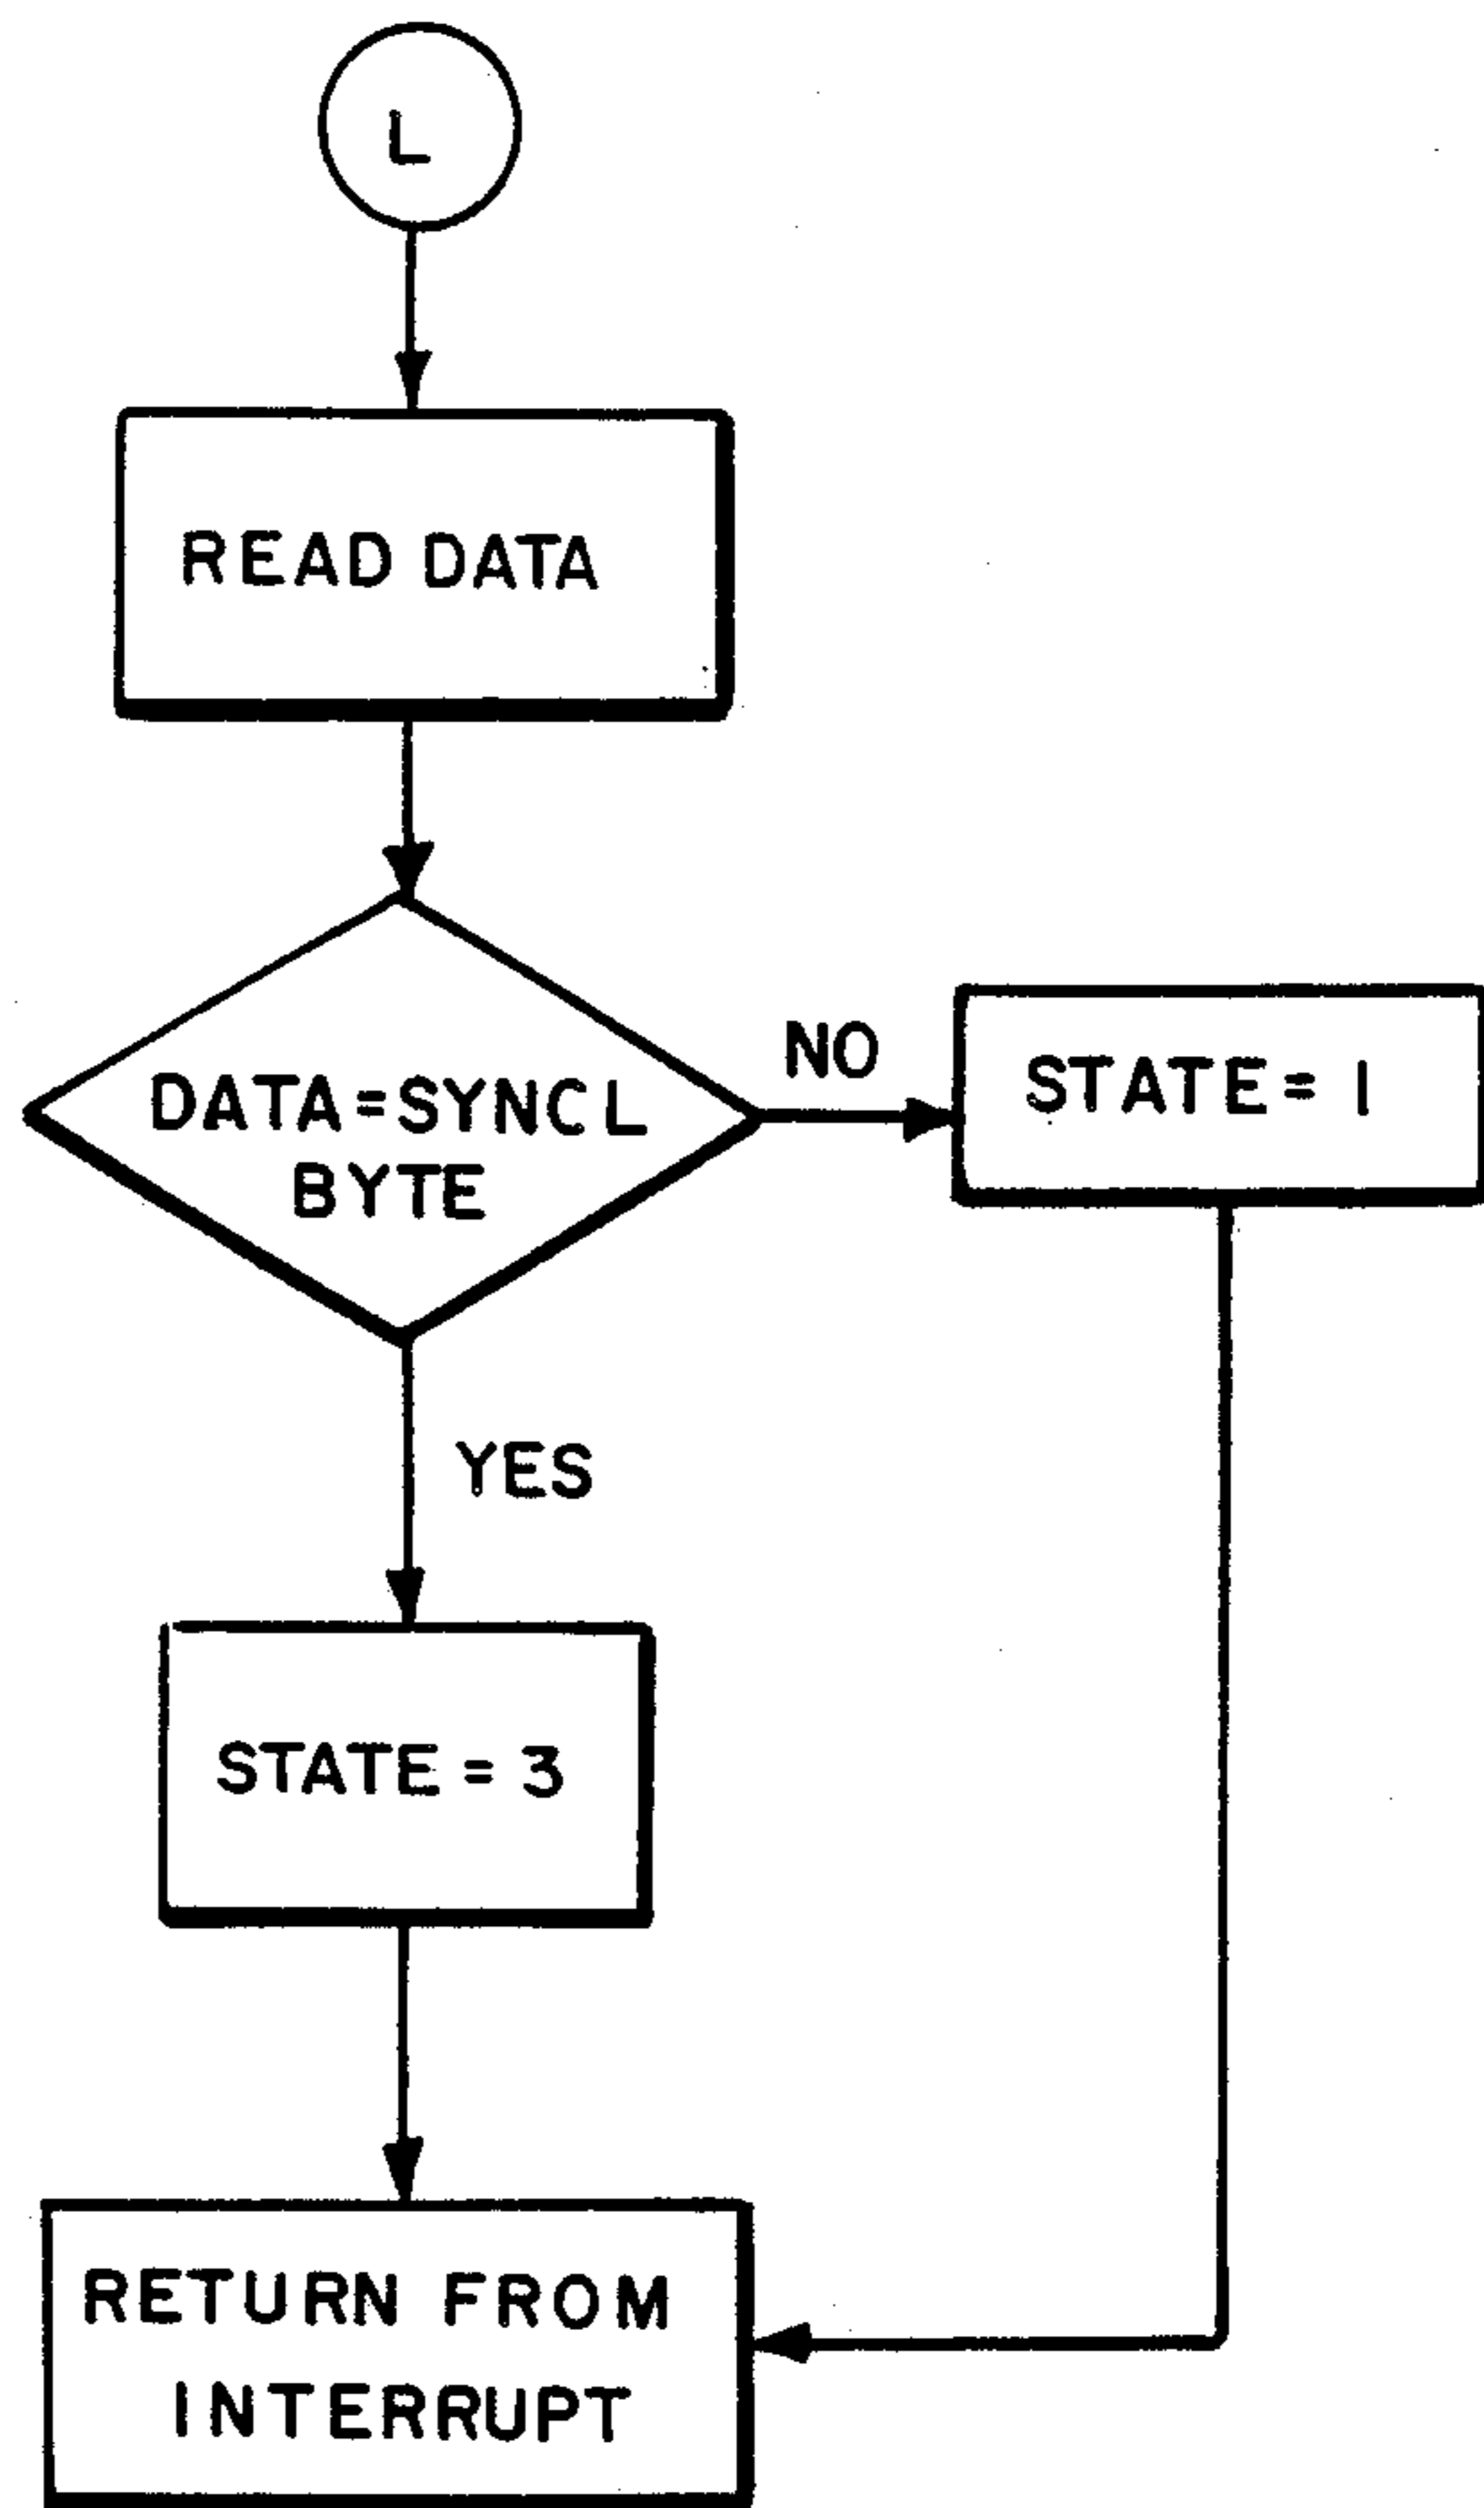 L
READ DATA
DATA=SYNCL
BYTE
NO
STATE= 1
YES
STATE = 3
RETURN FROM
INTERRUPT